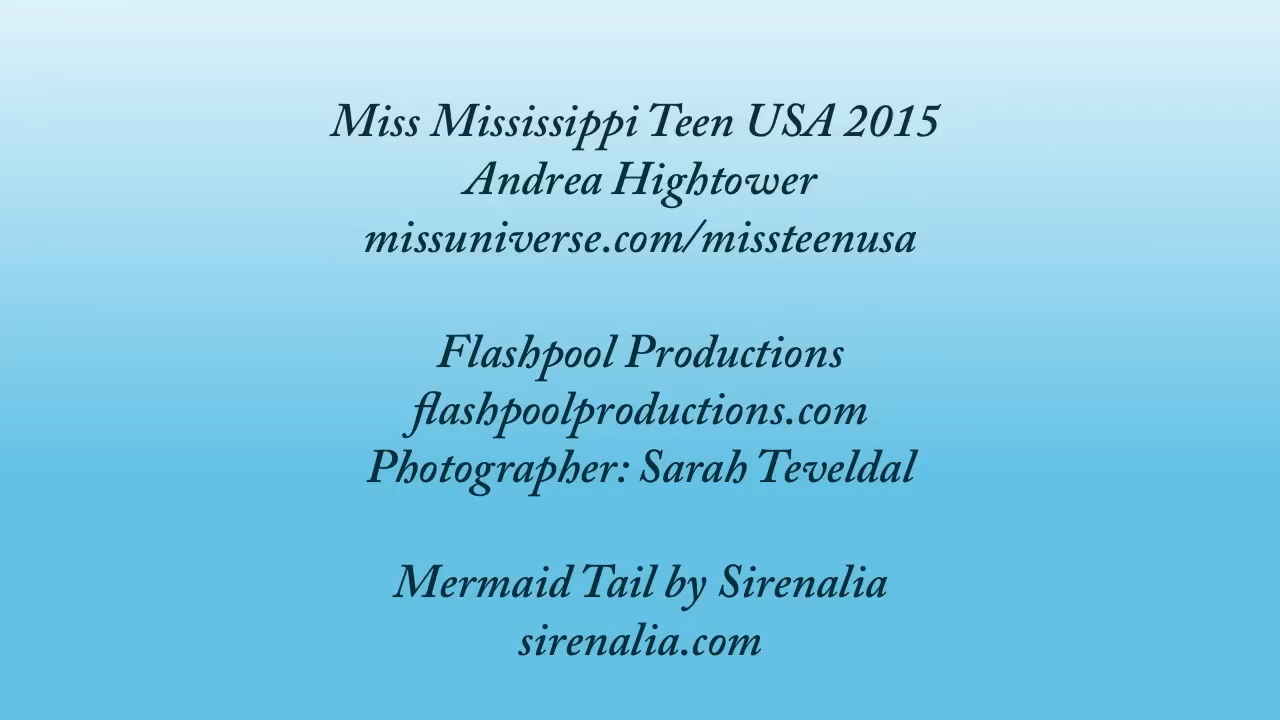 Miss Mississippi Teen USA 2015
Andrea Hightower
missuniverse.com/missteenusa
Flashpool Productions
flashpoolproductions.com
Photographer: Sarah Teveldal
Mermaid Tail by Sirenalia
sirenalia.com